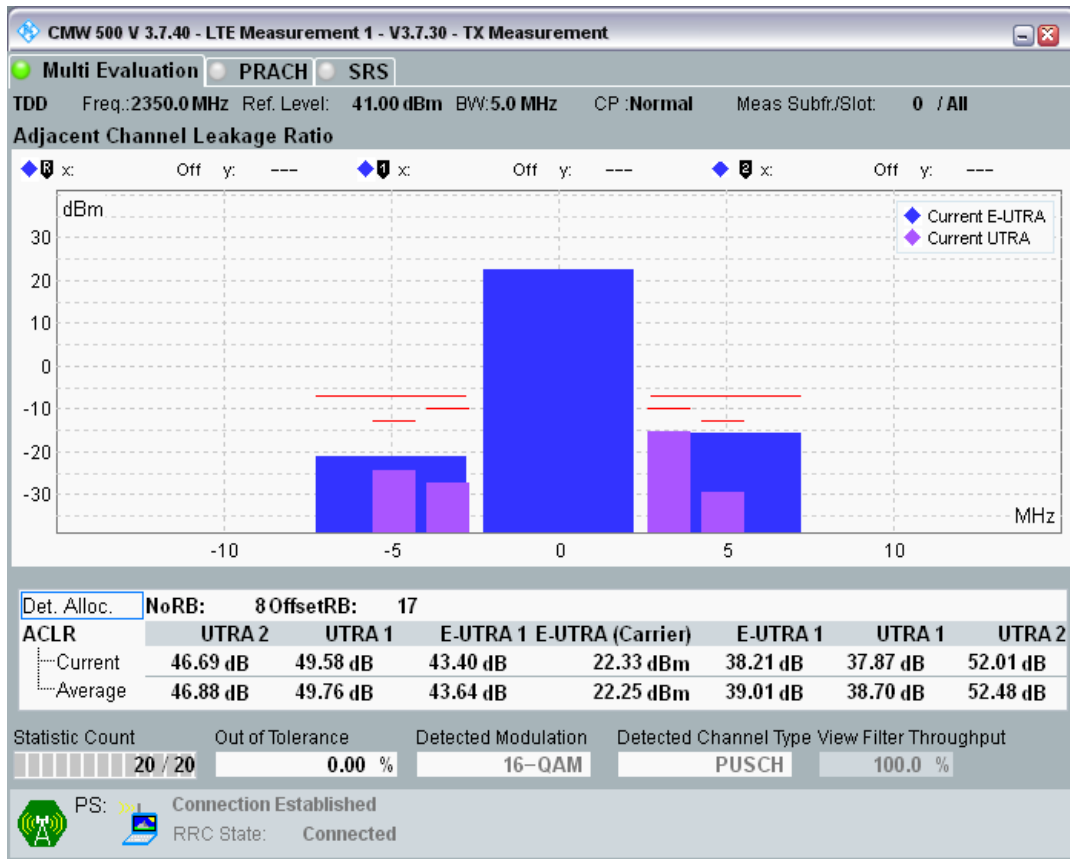 CMW 500 V 3.7.40 - LTE Measurement 1 - V3.7.30 - TX Measurement
Multi Evaluation PRACH SRS
TDD Freq.:2350.0 MHz Ref. Level: 41.00 dBm BW:5.0 MHz CP :Normal Meas Subfr./Slot: 0 / All
Adjacent Channel Leakage Ratio
R x: Off y: --- 1 x: Off y: --- 2 x: Off y: ---
dBm
Current E-UTRA
Current UTRA
30
20
10
0
-10
-20
-30
MHz
-10 -5 0 5 10
Det. Alloc. NoRB: 8 OffsetRB: 17
ACLR UTRA 2 UTRA 1 E-UTRA 1 E-UTRA (Carrier) E-UTRA 1 UTRA 1 UTRA 2
Current 46.69 dB 49.58 dB 43.40 dB 22.33 dBm 38.21 dB 37.87 dB 52.01 dB
Average 46.88 dB 49.76 dB 43.64 dB 22.25 dBm 39.01 dB 38.70 dB 52.48 dB
Statistic Count Out of Tolerance Detected Modulation Detected Channel Type View Filter Throughput
20 / 20 0.00 % 16-QAM PUSCH 100.0 %
PS: Connection Established
RRC State: Connected